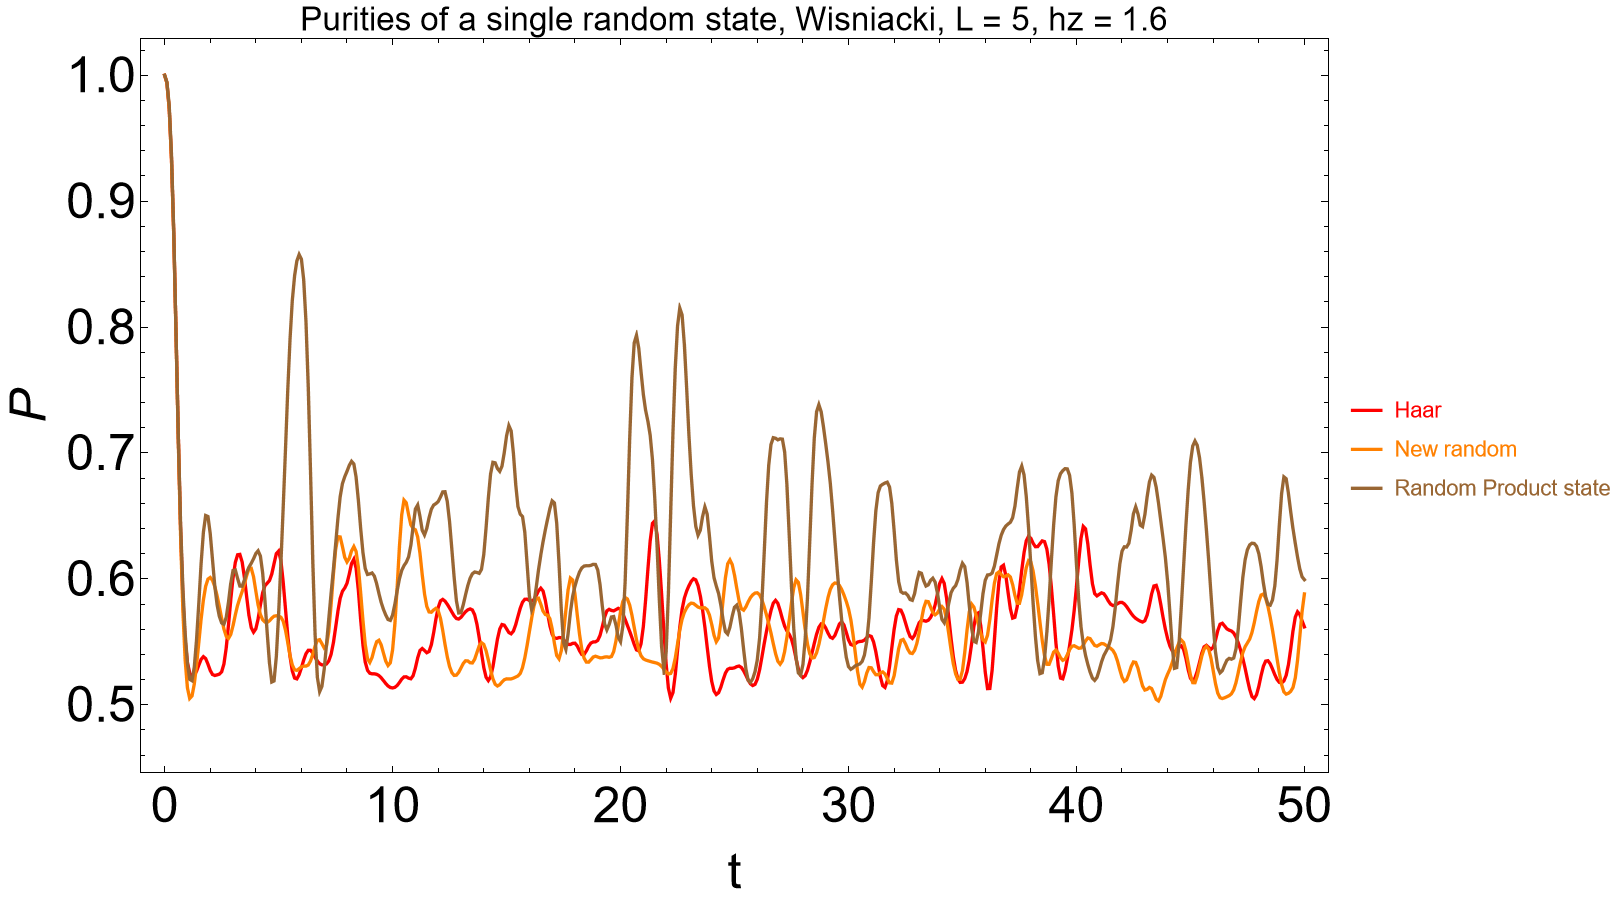 Purities of a single random state, Wisniacki, L = 5, hz = 1.6
1.0
0.9
0.8
0.7
0.6
0.5
P
0 10 20 30 40 50
t
Haar
New random
Random Product state